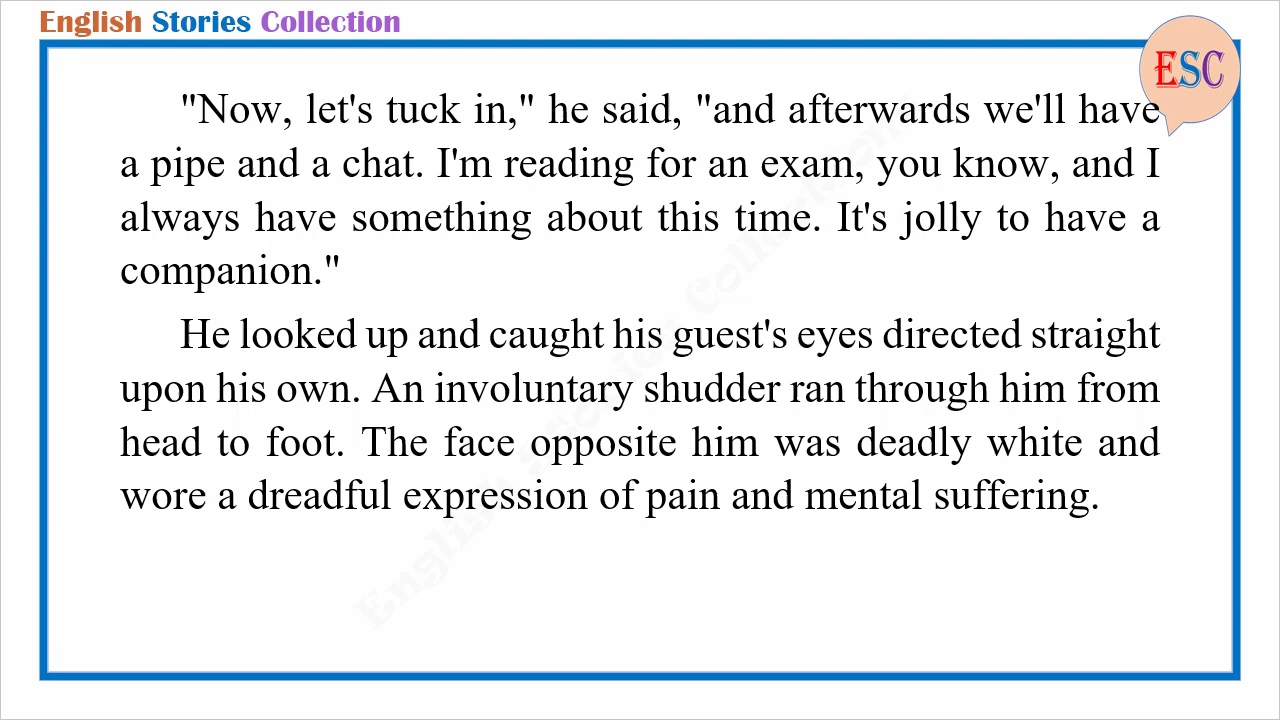 English Stories Collection
ESC
"Now, let's tuck in," he said, "and afterwards we'll have
a pipe and a chat. I'm reading for an exam, you know, and I
always have something about this time. It's jolly to have a
companion."
He looked up and caught his guest's eyes directed straight
upon his own. An involuntary shudder ran through him from
head to foot. The face opposite him was deadly white and
wore a dreadful expression of pain and mental suffering.
English Stories Collection